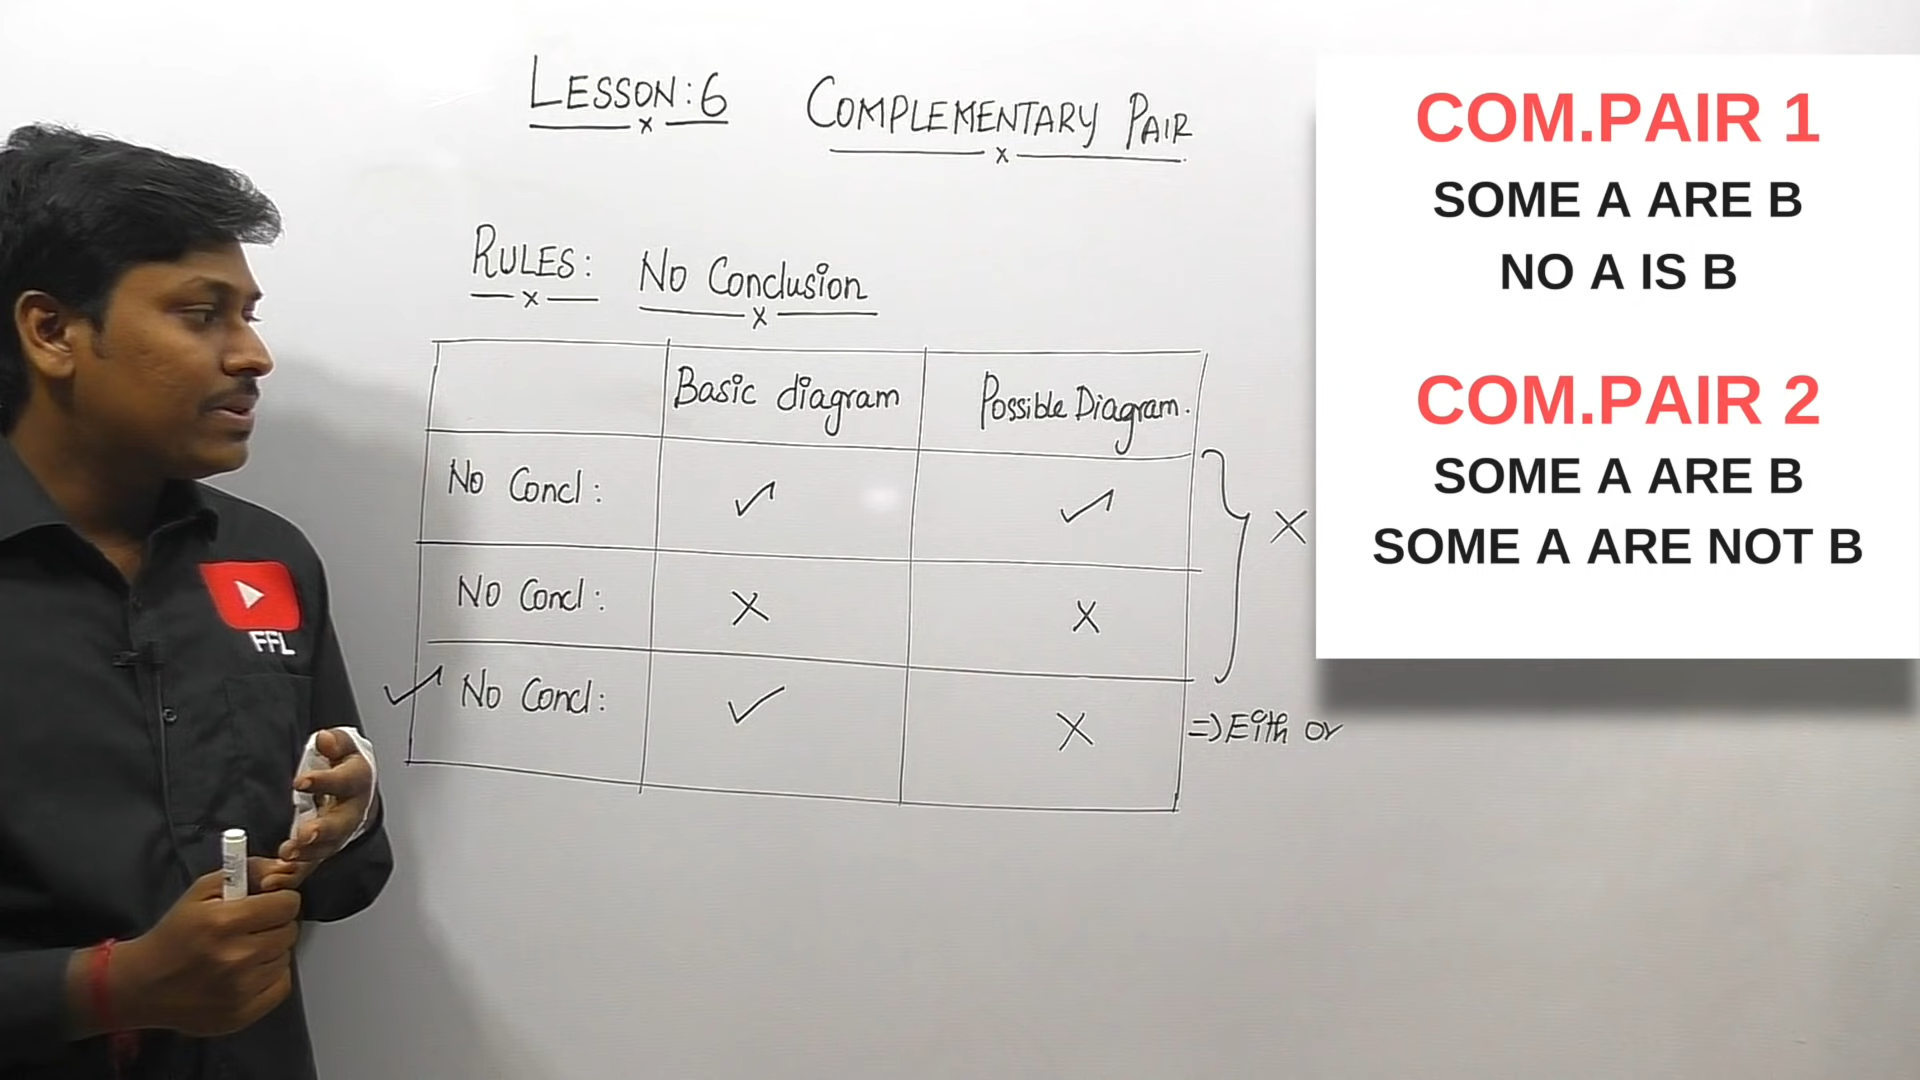 LESSON: 6 COMPLEMENTARY PAIR
RULES: No Conclusion
Basic diagram Possible Diagram.
No Concl: ✓ ✓
X
No Concl: X X
✓ No Concl: ✓ X
=) Eith or
COM.PAIR 1
SOME A ARE B
NO A IS B
COM.PAIR 2
SOME A ARE B
SOME A ARE NOT B
FFL